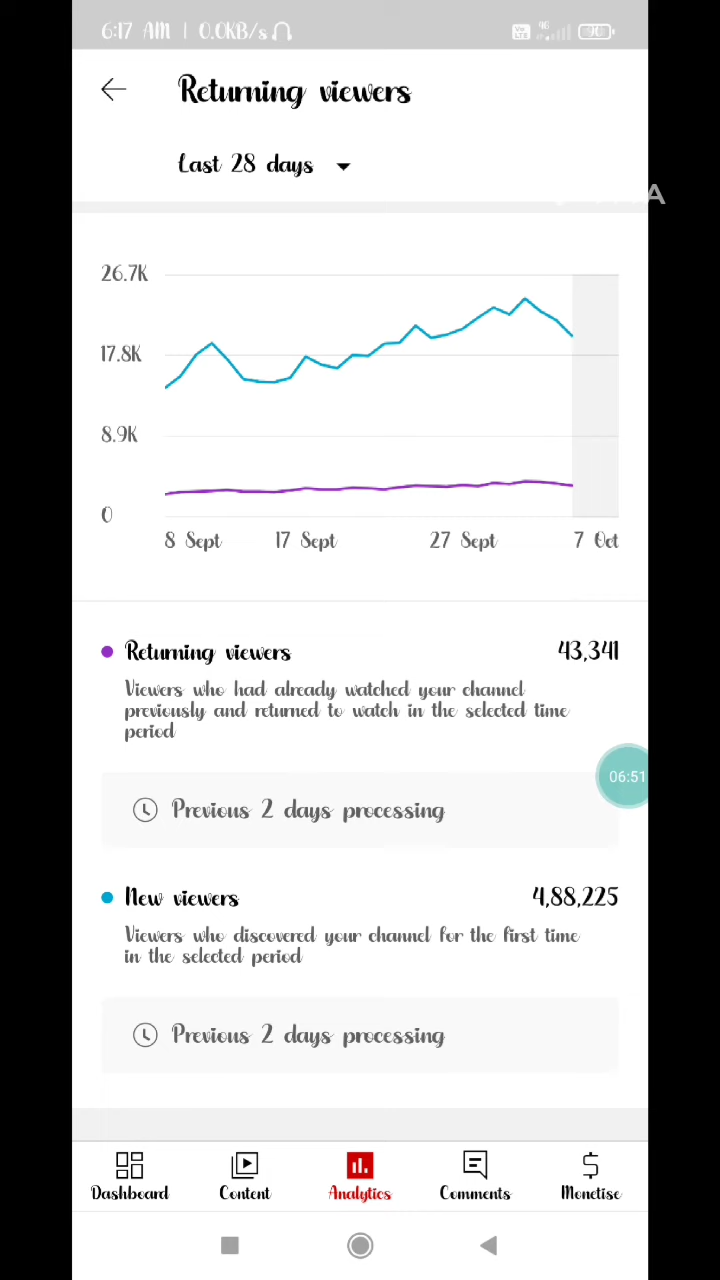 6:17 AM | 0.0KB/s
4G
90
Returning viewers
Last 28 days
A
26.7K
17.8K
8.9K
0
8 Sept 17 Sept 27 Sept 7 Oct
Returning viewers 43,341
Viewers who had already watched your channel
previously and returned to watch in the selected time
period
06:51
Previous 2 days processing
New viewers 4,88,225
Viewers who discovered your channel for the first time
in the selected period
Previous 2 days processing
Dashboard Content Analytics Comments Monetise